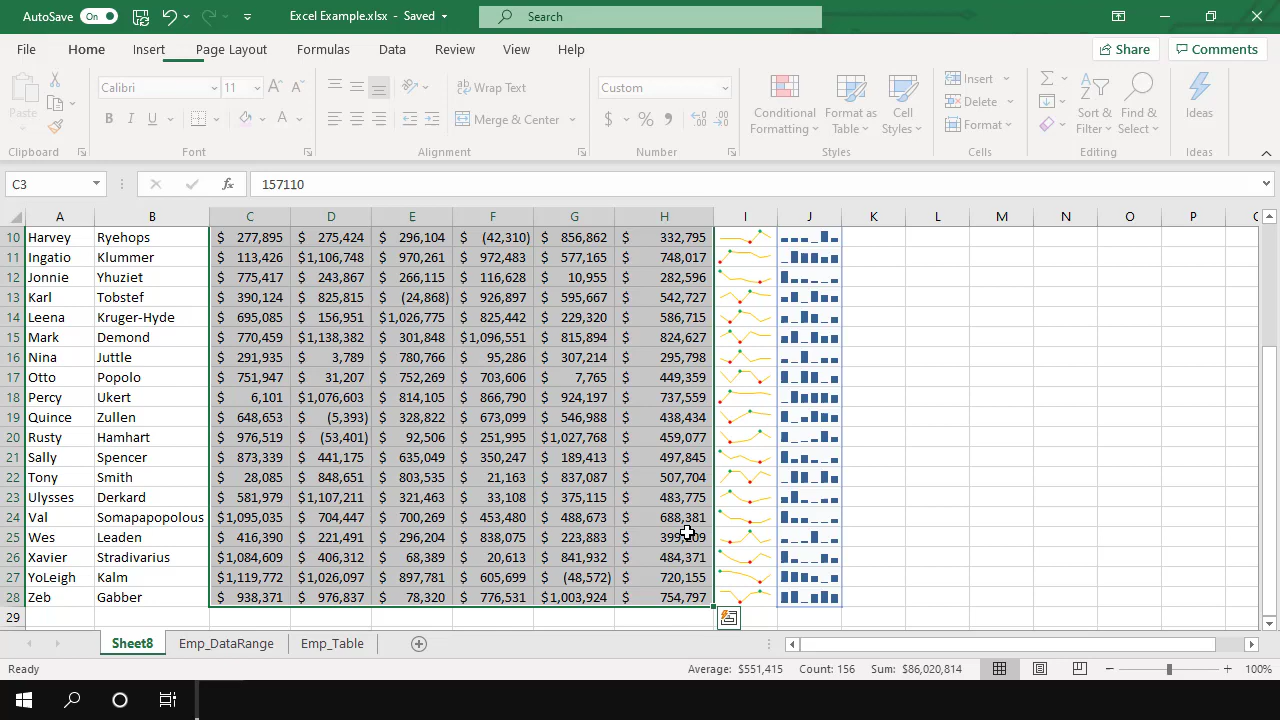 AutoSave On Excel Example.xlsx - Saved Search
File Home Insert Page Layout Formulas Data Review View Help Share Comments
Paste Calibri 11 A A Wrap Text Custom Conditional Formatting Format as Table Cell Styles Insert Sort & Filter Find & Select Ideas
B I U A Merge & Center $ % , Delete
Format
Clipboard Font Alignment Number Styles Cells Editing Ideas
C3 fx 157110
A B C D E F G H I J K L M N O P
10 Harvey Ryehops $ 277,895 $ 275,424 $ 296,104 $ (42,310) $ 856,862 $ 332,795
11 Ingatio Klummer $ 113,426 $1,106,748 $ 970,261 $ 972,483 $ 577,165 $ 748,017
12 Jonnie Yhuziet $ 775,417 $ 243,867 $ 266,115 $ 116,628 $ 10,955 $ 282,596
13 Karl Tobstef $ 390,124 $ 825,815 $ (24,868) $ 926,897 $ 595,667 $ 542,727
14 Leena Kruger-Hyde $ 695,085 $ 156,951 $1,026,775 $ 825,442 $ 229,320 $ 586,715
15 Mark Demond $ 770,459 $1,138,382 $ 301,848 $1,096,551 $ 815,894 $ 824,627
16 Nina Juttle $ 291,935 $ 3,789 $ 780,766 $ 95,286 $ 307,214 $ 295,798
17 Otto Popolo $ 751,947 $ 31,207 $ 752,269 $ 703,606 $ 7,765 $ 449,359
18 Percy Ukert $ 6,101 $1,076,603 $ 814,105 $ 866,790 $ 924,197 $ 737,559
19 Quince Zullen $ 648,653 $ (5,393) $ 328,822 $ 673,099 $ 546,988 $ 438,434
20 Rusty Hamhart $ 976,519 $ (53,401) $ 92,506 $ 251,995 $1,027,768 $ 459,077
21 Sally Spencer $ 873,339 $ 441,175 $ 635,049 $ 350,247 $ 189,413 $ 497,845
22 Tony Smith $ 28,085 $ 848,651 $ 803,535 $ 21,163 $ 837,087 $ 507,704
23 Ulysses Derkard $ 581,979 $1,107,211 $ 321,463 $ 33,108 $ 375,115 $ 483,775
24 Val Somapapopolous $1,095,035 $ 704,447 $ 700,269 $ 453,480 $ 488,673 $ 688,381
25 Wes Leaden $ 416,390 $ 221,491 $ 296,204 $ 838,075 $ 223,883 $
26 Xavier Stravivarius $1,084,609 $ 406,312 $ 68,389 $ 20,613 $ 841,932 $ 484,371
27 YoLeigh Kalm $1,119,772 $1,026,097 $ 897,781 $ 605,699 $ (48,572) $ 720,155
28 Zeb Gabber $ 938,371 $ 976,837 $ 78,320 $ 776,531 $1,003,924 $ 754,797
29
Sheet8 Emp_DataRange Emp_Table
Ready Average: $551,415 Count: 156 Sum: $86,020,814 100%